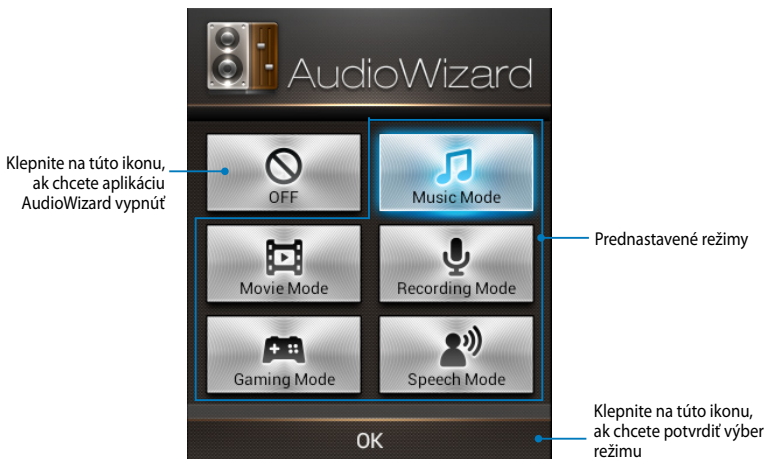 AudioWizard
Klepnite na túto ikonu,
ak chcete aplikáciu
AudioWizard vypnúť
OFF
Music Mode
Movie Mode
Recording Mode
Prednastavené režimy
Gaming Mode
Speech Mode
OK
Klepnite na túto ikonu,
ak chcete potvrdiť výber
režimu